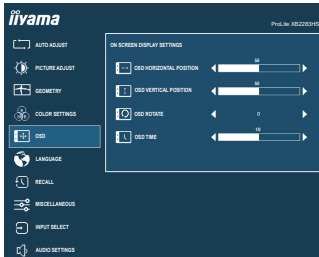 iiyama
ProLite XB2283HS
AUTO ADJUST
PICTURE ADJUST
GEOMETRY
COLOR SETTINGS
OSD
LANGUAGE
RECALL
MISCELLANEOUS
INPUT SELECT
AUDIO SETTINGS
ON SCREEN DISPLAY SETTINGS
OSD HORIZONTAL POSITION
50
OSD VERTICAL POSITION
50
OSD ROTATE
0
OSD TIME
10